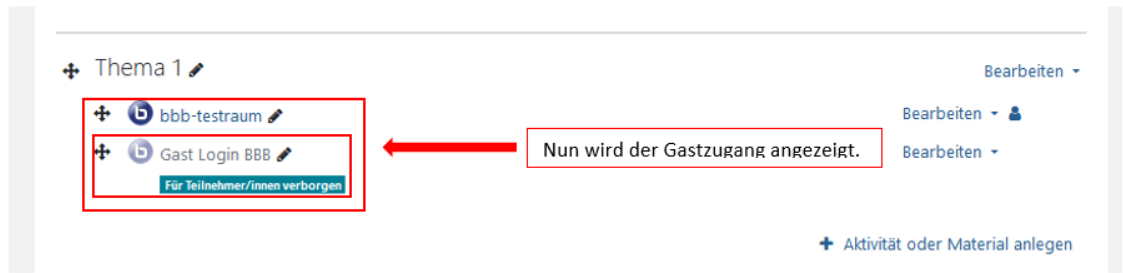 Thema 1
Bearbeiten
bbb-testraum
Bearbeiten
Gast Login BBB
Nun wird der Gastzugang angezeigt.
Bearbeiten
Für Teilnehmer/innen verborgen
Aktivität oder Material anlegen